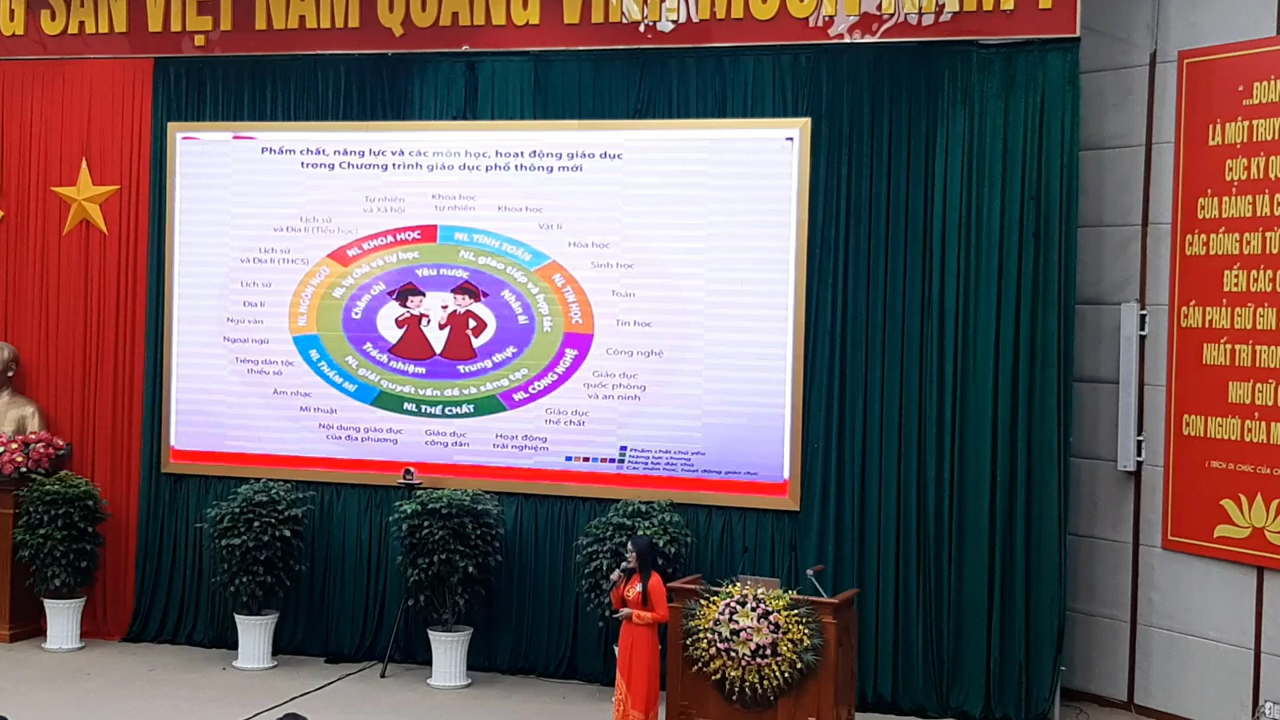 G SẢN VIỆT NAM QUANG VINH MUÔN NĂM !
Phẩm chất, năng lực và các môn học, hoạt động giáo dục
trong Chương trình giáo dục phổ thông mới
Tự nhiên
và Xã hội
Khoa học
tự nhiên
Khoa học
Lịch sử
và Địa lí (Tiểu học)
Vật lí
Lịch sử
và Địa lí (THCS)
Hóa học
Sinh học
Lịch sử
Toán
Địa lí
Ngữ văn
Tin học
Ngoại ngữ
Công nghệ
Tiếng dân tộc
thiểu số
Giáo dục
quốc phòng
và an ninh
Âm nhạc
Mĩ thuật
Giáo dục
thể chất
Nội dung giáo dục
của địa phương
Giáo dục
công dân
Hoạt động
trải nghiệm
NL KHOA HỌC
NL TÍNH TOÁN
NL TIN HỌC
NL CÔNG NGHỆ
NL THỂ CHẤT
NL THẨM MĨ
NL NGÔN NGỮ
NL tự chủ và tự học
NL giao tiếp và hợp tác
NL giải quyết vấn đề và sáng tạo
Yêu nước
Nhân ái
Trung thực
Trách nhiệm
Chăm chỉ
Phẩm chất chủ yếu
Năng lực chung
Năng lực đặc thù
Các môn học, hoạt động giáo dục
"...ĐOÀN
LÀ MỘT TRUY
CỰC KỲ QU
CỦA ĐẢNG VÀ C
CÁC ĐỒNG CHÍ TỪ
ĐẾN CÁC
CẦN PHẢI GIỮ GÌN
NHẤT TRÍ TRON
NHƯ GIỮ
CON NGƯƠI CỦA M
( TRÍCH DI CHÚC CỦA CH